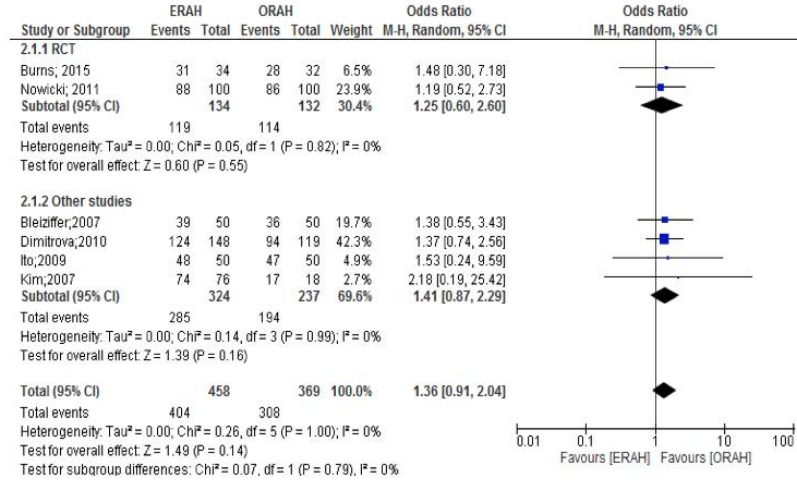 ERAH ORAH Odds Ratio Odds Ratio
Study or Subgroup Events Total Events Total Weight M-H, Random, 95% CI M-H, Random, 95% CI
2.1.1 RCT
Burns; 2015 31 34 28 32 6.5% 1.48 [0.30, 7.18]
Nowicki; 2011 88 100 86 100 23.9% 1.19 [0.52, 2.73]
Subtotal (95% CI) 134 132 30.4% 1.25 [0.60, 2.60]
Total events 119 114
Heterogeneity: Tau² = 0.00; Chi² = 0.05, df = 1 (P = 0.82); I² = 0%
Test for overall effect: Z = 0.60 (P = 0.55)
2.1.2 Other studies
Bleiziffer;2007 39 50 36 50 19.7% 1.38 [0.55, 3.43]
Dimitrova;2010 124 148 94 119 42.3% 1.37 [0.74, 2.56]
Ito;2009 48 50 47 50 4.9% 1.53 [0.24, 9.59]
Kim;2007 74 76 17 18 2.7% 2.18 [0.19, 25.42]
Subtotal (95% CI) 324 237 69.6% 1.41 [0.87, 2.29]
Total events 285 194
Heterogeneity: Tau² = 0.00; Chi² = 0.14, df = 3 (P = 0.99); I² = 0%
Test for overall effect: Z = 1.39 (P = 0.16)
Total (95% CI) 458 369 100.0% 1.36 [0.91, 2.04]
Total events 404 308
Heterogeneity: Tau² = 0.00; Chi² = 0.26, df = 5 (P = 1.00); I² = 0%
Test for overall effect: Z = 1.49 (P = 0.14)
Test for subgroup differences: Chi² = 0.07, df = 1 (P = 0.79), I² = 0%
0.01 0.1 1 10 100
Favours [ERAH] Favours [ORAH]